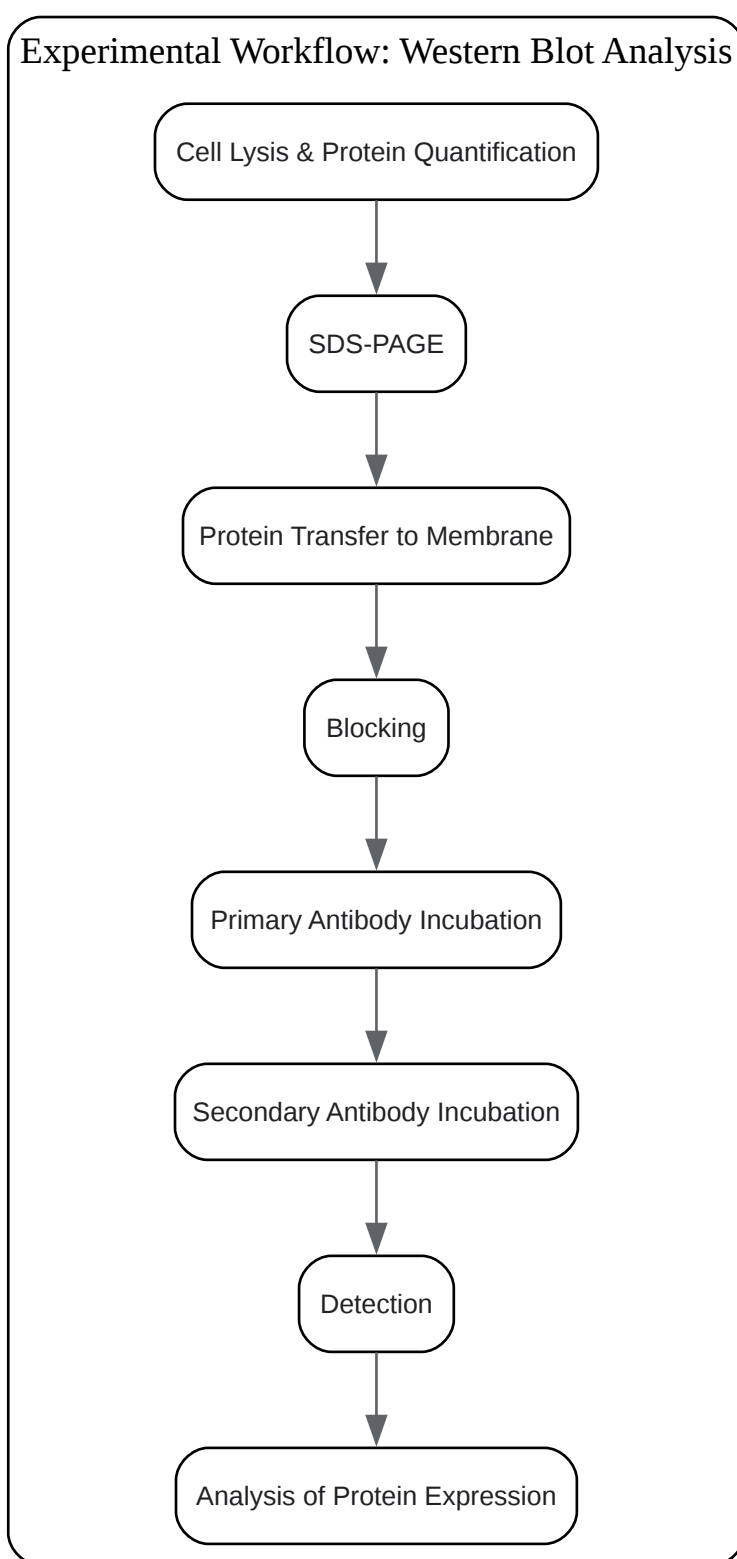 Experimental Workflow: Western Blot Analysis
Cell Lysis & Protein Quantification
SDS-PAGE
Protein Transfer to Membrane
Blocking
Primary Antibody Incubation
Secondary Antibody Incubation
Detection
Analysis of Protein Expression